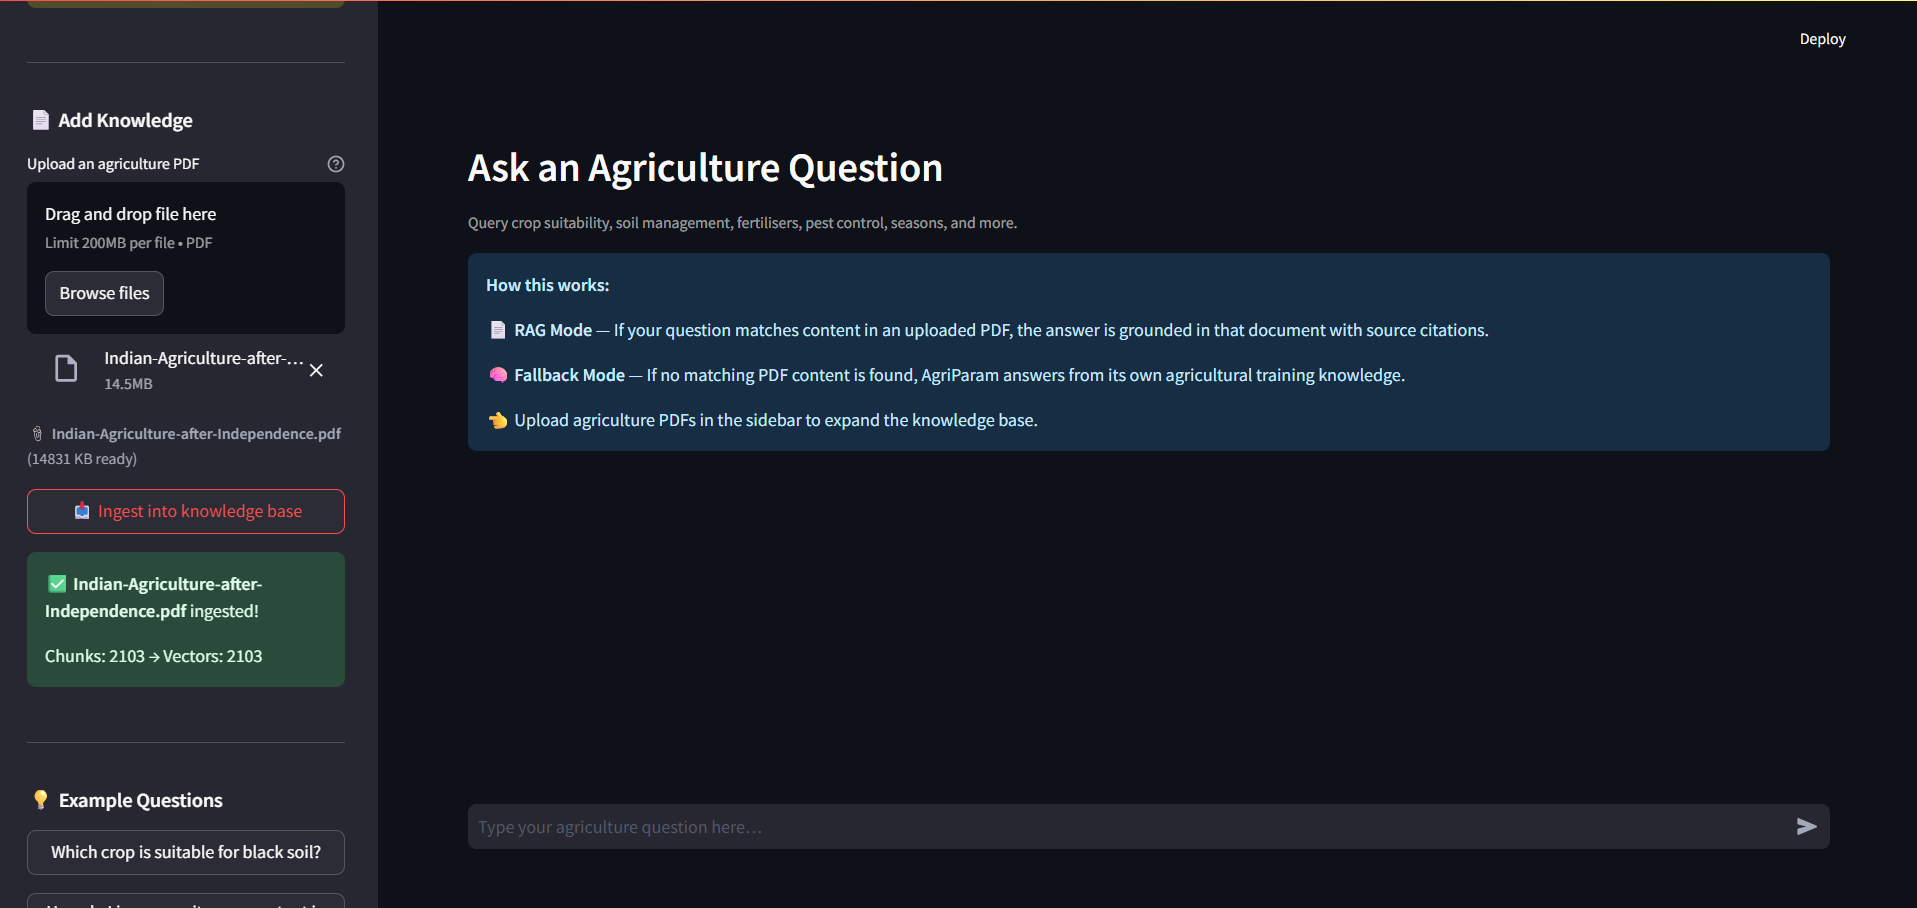 Deploy
Add Knowledge
Upload an agriculture PDF
Drag and drop file here
Limit 200MB per file • PDF
Browse files
Indian-Agriculture-after-...
14.5MB
Indian-Agriculture-after-Independence.pdf
(14831 KB ready)
Ingest into knowledge base
Indian-Agriculture-after-
Independence.pdf ingested!
Chunks: 2103 → Vectors: 2103
Example Questions
Which crop is suitable for black soil?
Ask an Agriculture Question
Query crop suitability, soil management, fertilisers, pest control, seasons, and more.
How this works:
RAG Mode — If your question matches content in an uploaded PDF, the answer is grounded in that document with source citations.
Fallback Mode — If no matching PDF content is found, AgriParam answers from its own agricultural training knowledge.
Upload agriculture PDFs in the sidebar to expand the knowledge base.
Type your agriculture question here...